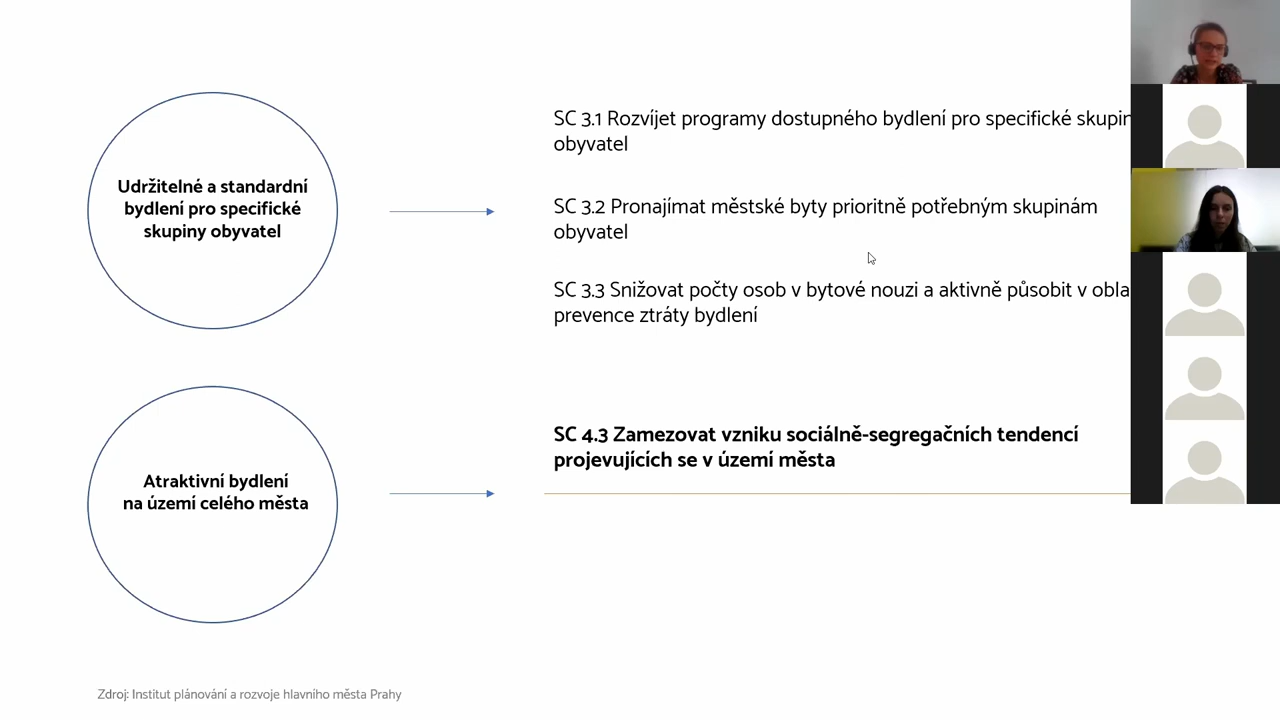 Udržitelné a standardní
bydlení pro specifické
skupiny obyvatel
SC 3.1 Rozvíjet programy dostupného bydlení pro specifické
obyvatel
SC 3.2 Pronajímat městské byty prioritně potřebným skupinám
obyvatel
SC 3.3 Snižovat počty osob v bytové nouzi a aktivně působit v
prevence ztráty bydlení
Atraktivní bydlení
na území celého města
SC 4.3 Zamezovat vzniku sociálně-segregačních tendencí
projevujících se v území města
Zdroj: Institut plánování a rozvoje hlavního města Prahy